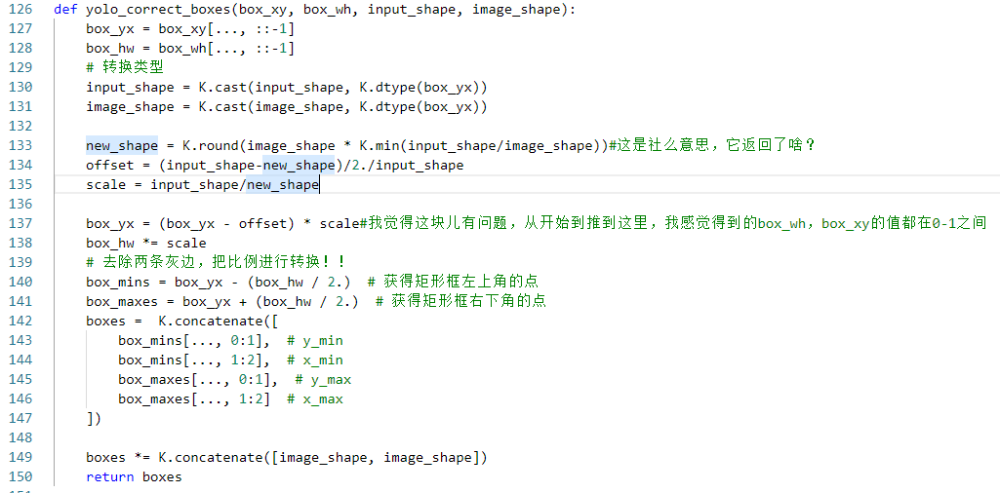 126 def yolo_correct_boxes(box_xy, box_wh, input_shape, image_shape):
127     box_yx = box_xy[..., ::-1]
128     box_hw = box_wh[..., ::-1]
129     # 转换类型
130     input_shape = K.cast(input_shape, K.dtype(box_yx))
131     image_shape = K.cast(image_shape, K.dtype(box_yx))
132
133     new_shape = K.round(image_shape * K.min(input_shape/image_shape))#这是社么意思，它返回了啥？
134     offset = (input_shape-new_shape)/2./input_shape
135     scale = input_shape/new_shape
136
137     box_yx = (box_yx - offset) * scale#我觉得这块儿有问题，从开始到推到这里，我感觉得到的box_wh，box_xy的值都在0-1之间
138     box_hw *= scale
139     # 去除两条灰边，把比例进行转换！！
140     box_mins = box_yx - (box_hw / 2.)  # 获得矩形框左上角的点
141     box_maxes = box_yx + (box_hw / 2.)  # 获得矩形框右下角的点
142     boxes =  K.concatenate([
143         box_mins[..., 0:1],  # y_min
144         box_mins[..., 1:2],  # x_min
145         box_maxes[..., 0:1],  # y_max
146         box_maxes[..., 1:2]  # x_max
147     ])
148
149     boxes *= K.concatenate([image_shape, image_shape])
150     return boxes